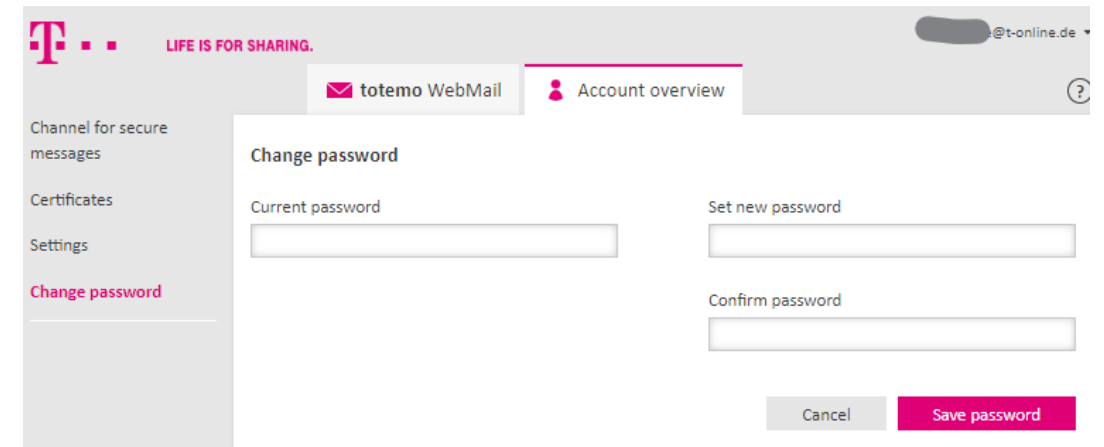 T
LIFE IS FOR SHARING.
@t-online.de
totemo WebMail
Account overview
?
Channel for secure
messages
Certificates
Settings
Change password
Change password
Current password
Set new password
Confirm password
Cancel
Save password